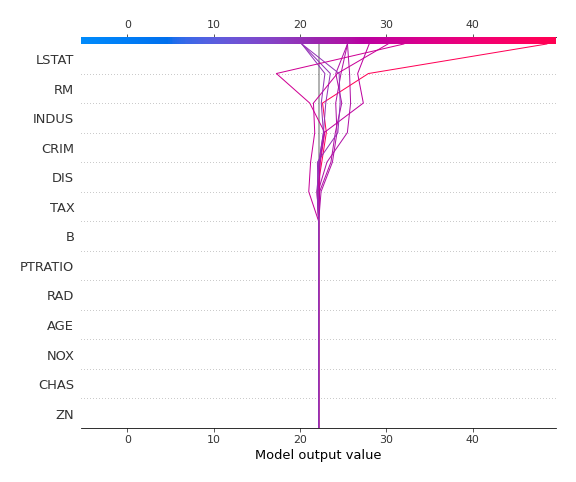 0 10 20 30 40
LSTAT
RM
INDUS
CRIM
DIS
TAX
B
PTRATIO
RAD
AGE
NOX
CHAS
ZN
0 10 20 30 40
Model output value